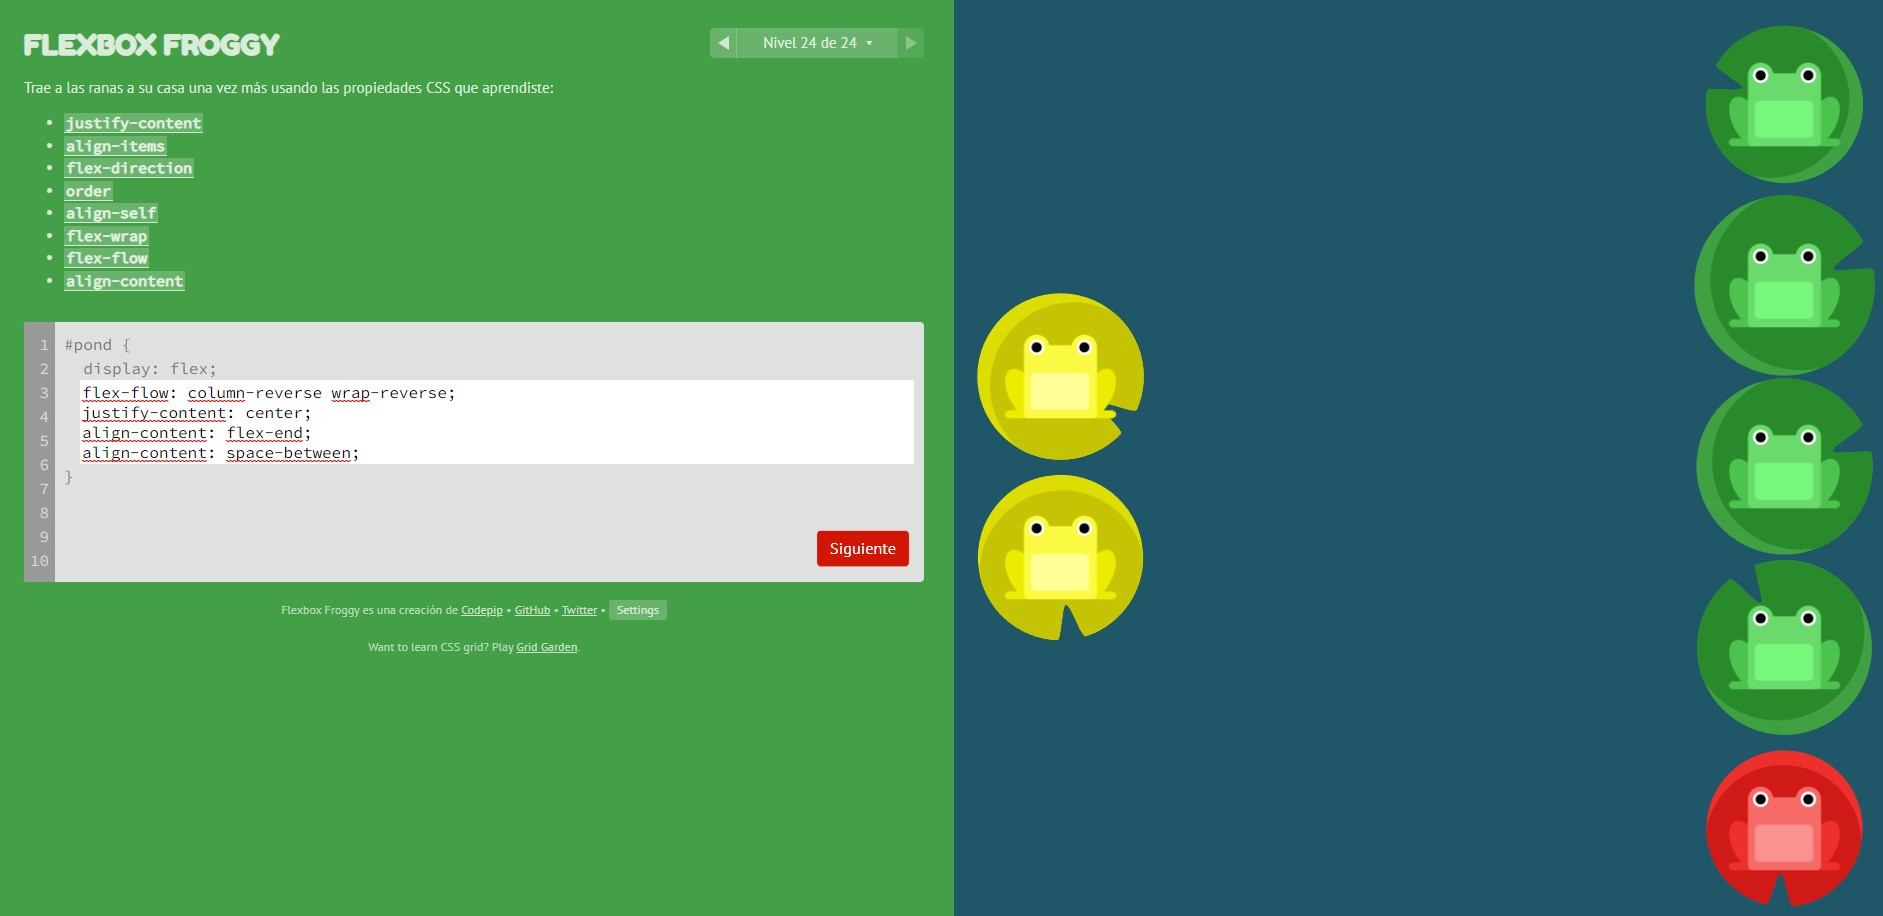 FLEXBOX FROGGY
Nivel 24 de 24
Trae a las ranas a su casa una vez más usando las propiedades CSS que aprendiste:
justify-content
align-items
flex-direction
order
align-self
flex-wrap
flex-flow
align-content
1 #pond {
2 display: flex;
3 flex-flow: column-reverse wrap-reverse;
4 justify-content: center;
5 align-content: flex-end;
6 align-content: space-between;
7 }
8
9
10
Siguiente
Flexbox Froggy es una creación de Codepip • GitHub • Twitter • Settings
Want to learn CSS grid? Play Grid Garden.